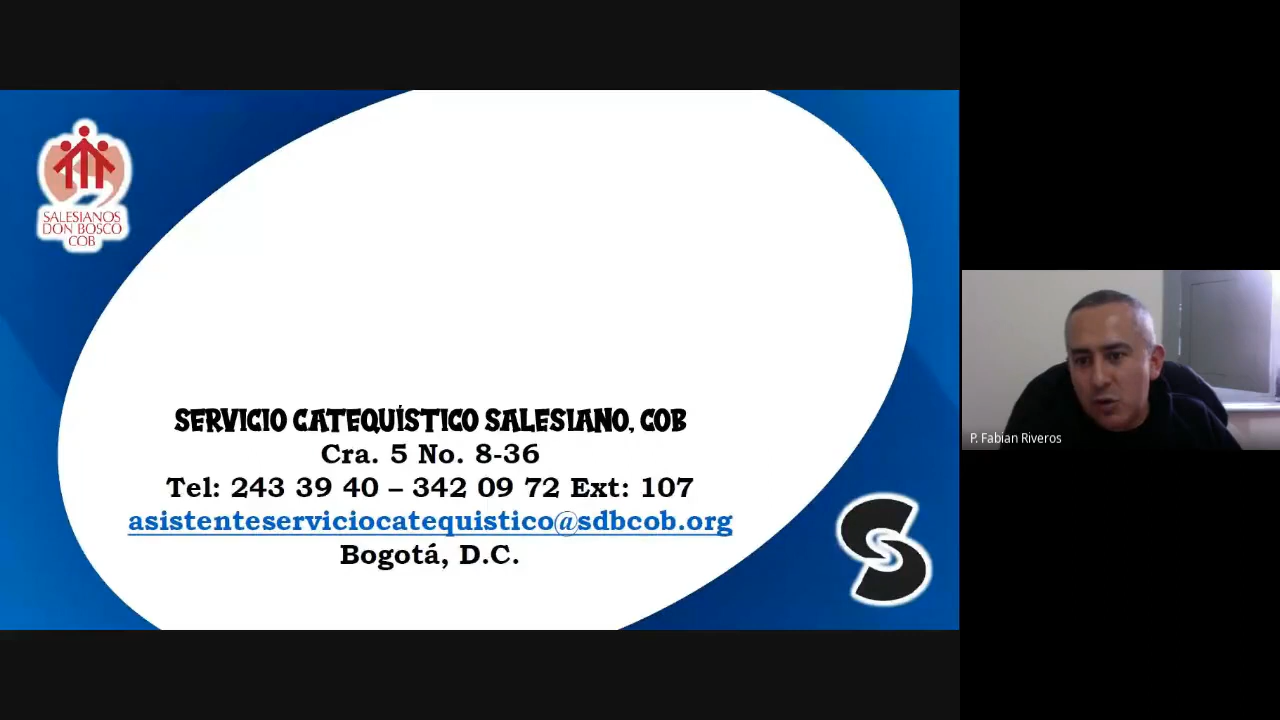 SALESIANOS
DON BOSCO
COB
SERVICIO CATEQUÍSTICO SALESIANO, COB
Cra. 5 No. 8-36
Tel: 243 39 40 – 342 09 72 Ext: 107
asistenteserviciocatequistico@sdbcob.org
Bogotá, D.C.
P. Fabian Riveros